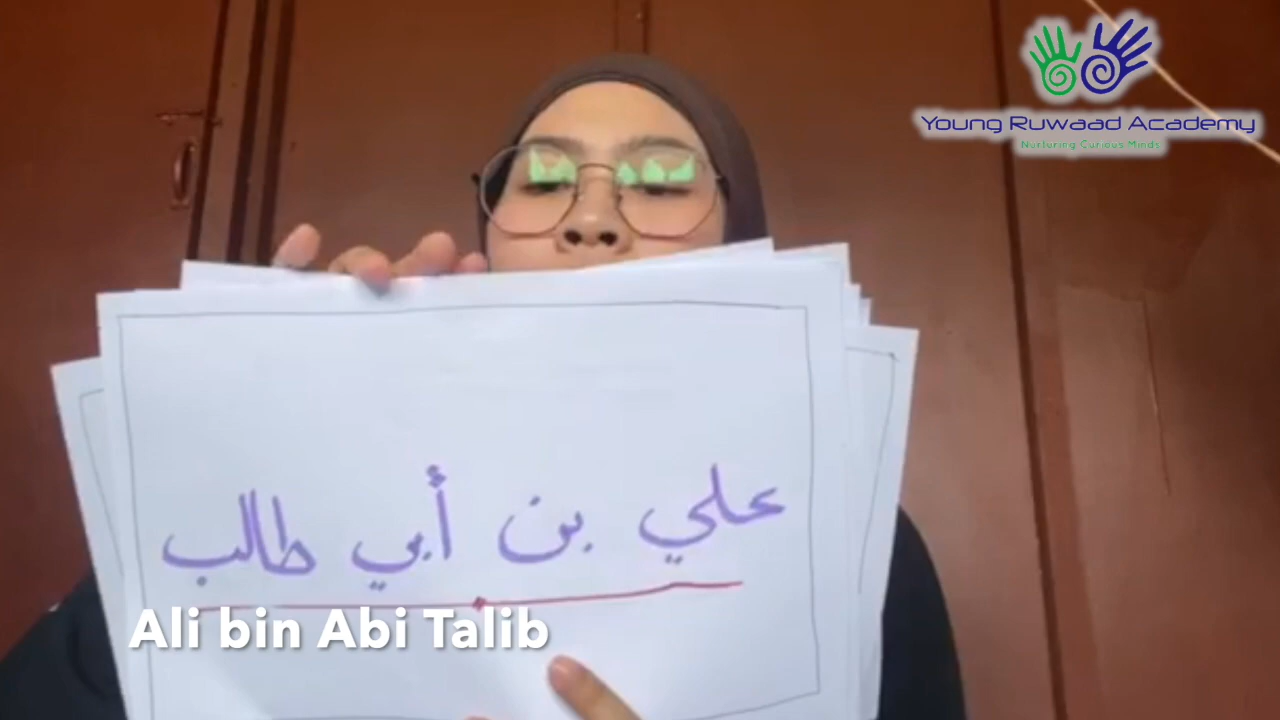 Young Ruwaad Academy
Nurturing Curious Minds
علي بن أبي طالب
Ali bin Abi Talib